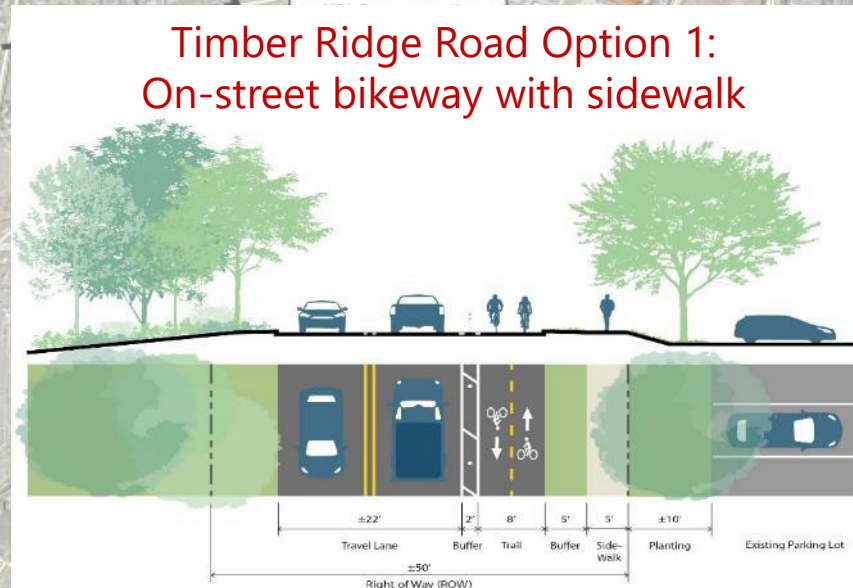 Timber Ridge Road Option 1:
On-street bikeway with sidewalk
±22' 2' 8' 5' 5' ±10'
Travel Lane Buffer Trail Buffer Side-Walk Planting Existing Parking Lot
±50'
Right of Way (ROW)